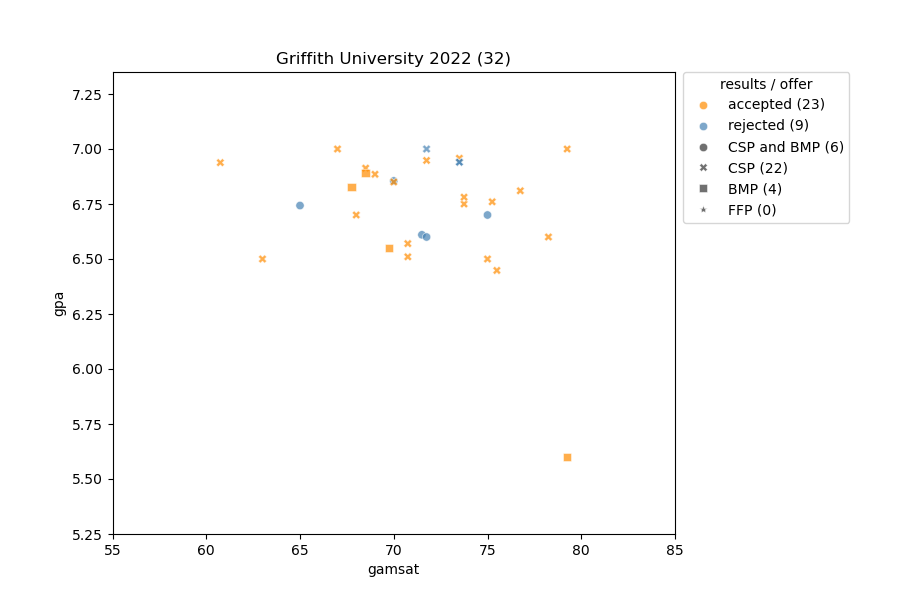 Griffith University 2022 (32)
results / offer
accepted (23)
rejected (9)
CSP and BMP (6)
CSP (22)
BMP (4)
FFP (0)
7.25
7.00
6.75
6.50
6.25
6.00
5.75
5.50
5.25
gpa
55 60 65 70 75 80 85
gamsat